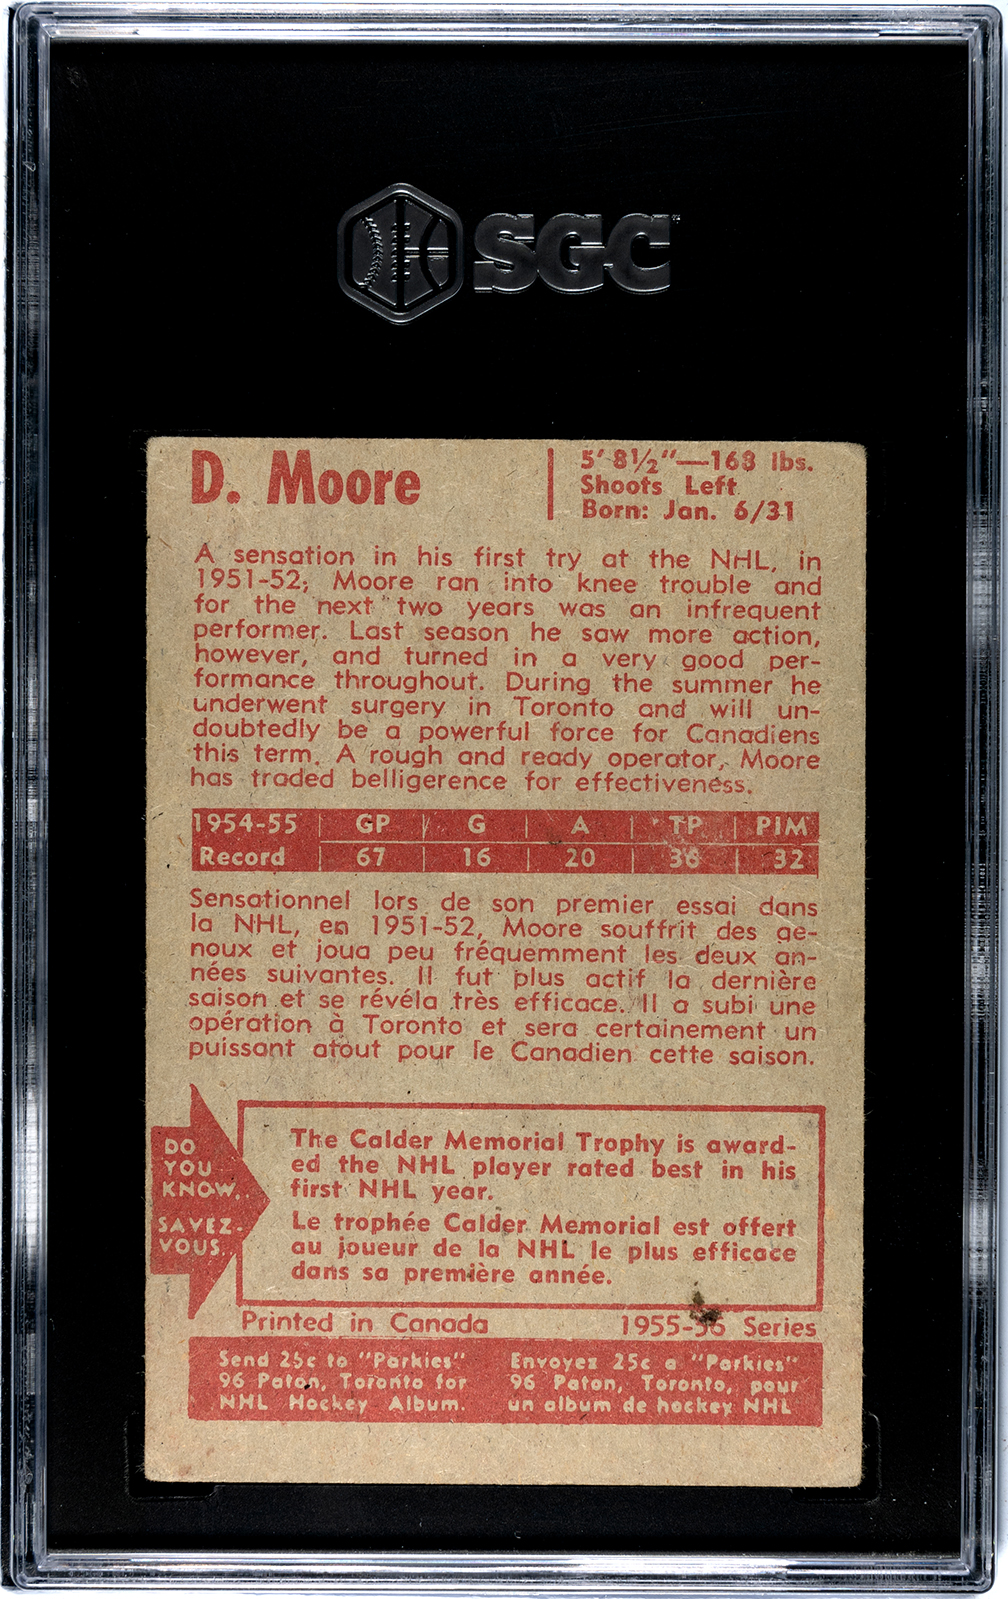 SGC
D. Moore
5' 8½"—168 lbs.
Shoots Left
Born: Jan. 6/31
A sensation in his first try at the NHL, in
1951-52; Moore ran into knee trouble and
for the next two years was an infrequent
performer. Last season he saw more action,
however, and turned in a very good per-
formance throughout. During the summer he
underwent surgery in Toronto and will un-
doubtedly be a powerful force for Canadiens
this term. A rough and ready operator, Moore
has traded belligerence for effectiveness.
1954-55 GP G A TP PIM
Record 67 16 20 36 32
Sensationnel lors de son premier essai dans
la NHL, en 1951-52, Moore souffrit des ge-
noux et joua peu fréquemment les deux an-
nées suivantes. Il fut plus actif la dernière
saison et se révéla très efficace. Il a subi une
opération à Toronto et sera certainement un
puissant atout pour le Canadien cette saison.
DO
YOU
KNOW..
SAVEZ-
VOUS.
The Calder Memorial Trophy is award-
ed the NHL player rated best in his
first NHL year.
Le trophée Calder Memorial est offert
au joueur de la NHL le plus efficace
dans sa première année.
Printed in Canada 1955-56 Series
Send 25c to "Parkies"
96 Paton, Toronto for
NHL Hockey Album.
Envoyez 25c a "Parkies"
96 Paton, Toronto, pour
un album de hockey NHL